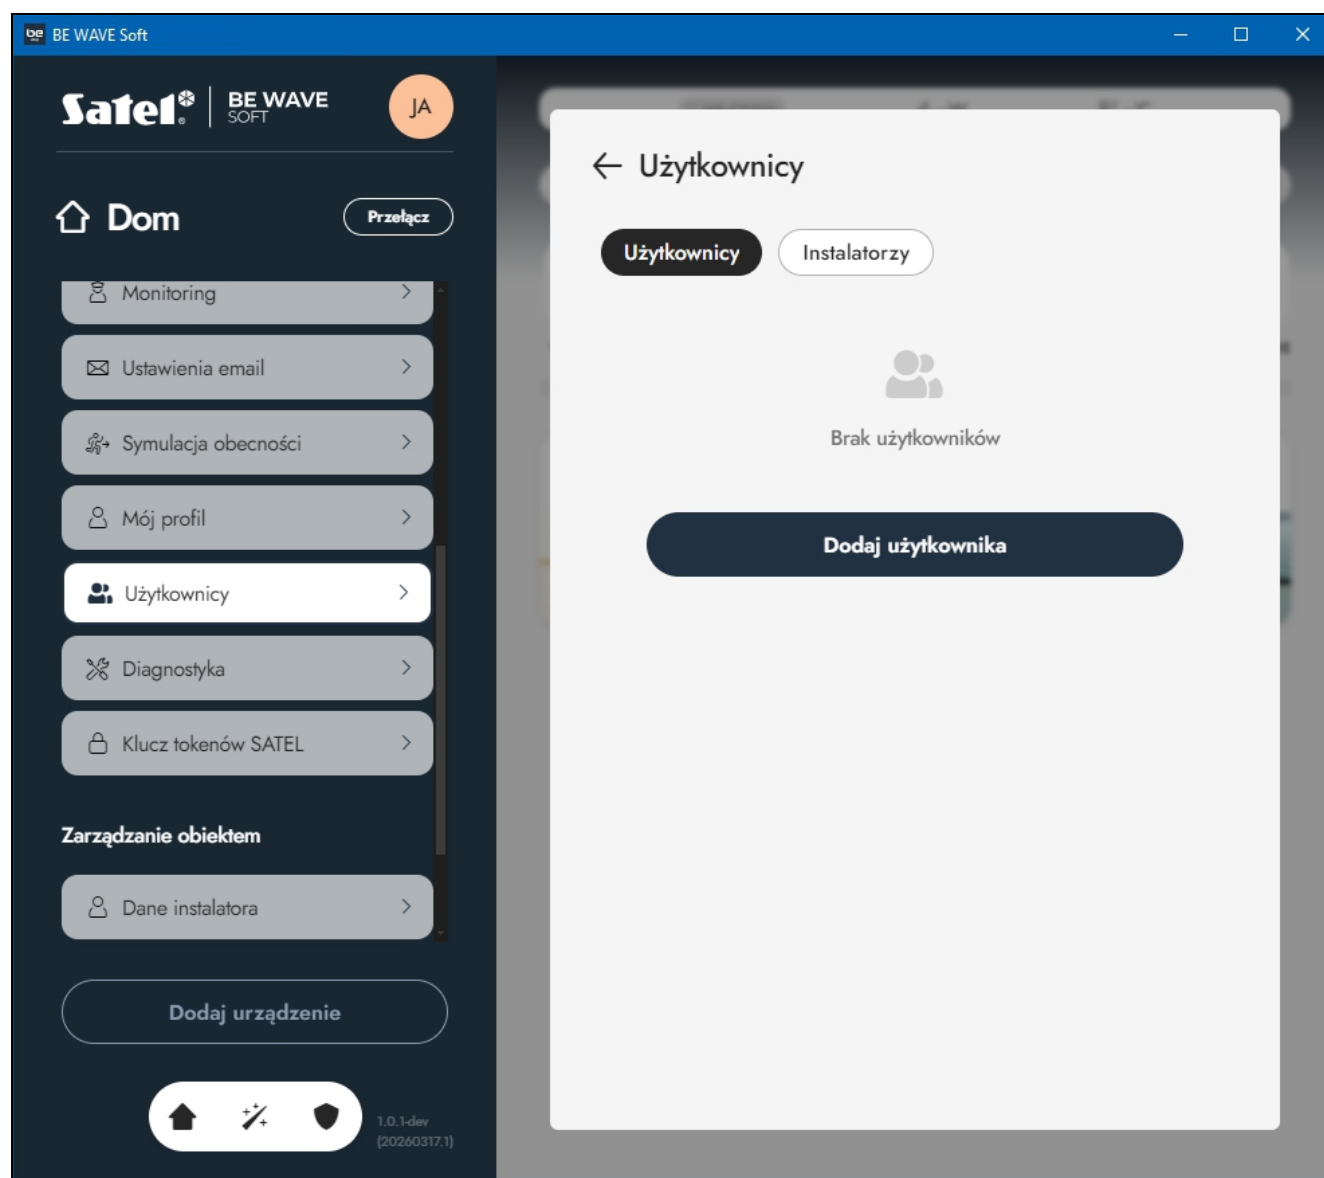 be BE WAVE Soft
Satel® BE WAVE SOFT
JA
Dom
Przełącz
Monitoring
Ustawienia email
Symulacja obecności
Mój profil
Użytkownicy
Diagnostyka
Klucz tokenów SATEL
Zarządzanie obiektem
Dane instalatora
Dodaj urządzenie
1.0.1-dev
(20260317.1)
Użytkownicy
Użytkownicy
Instalatorzy
Brak użytkowników
Dodaj użytkownika